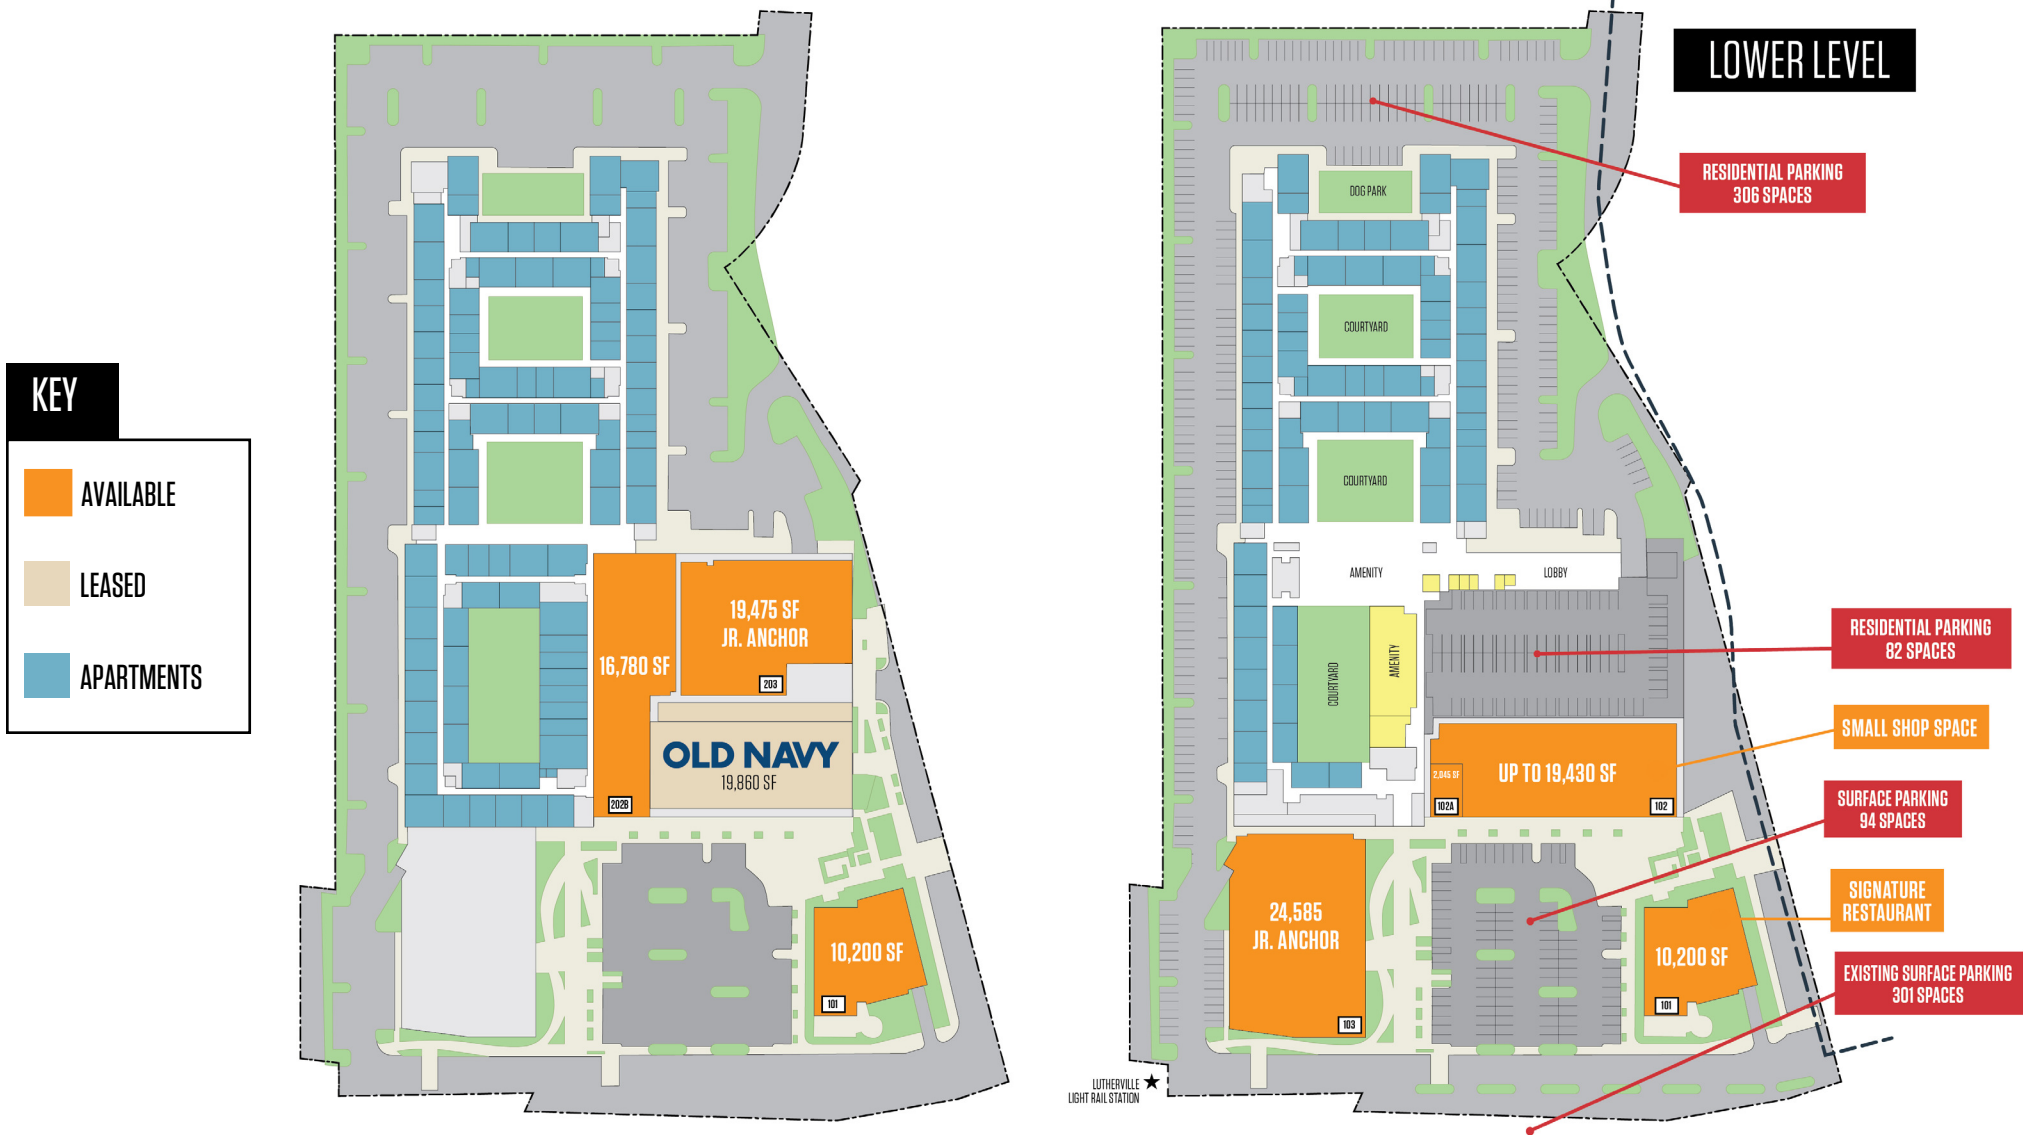 KEY
AVAILABLE
LEASED
APARTMENTS
19,475 SF
JR. ANCHOR
203
16,780 SF
202B
OLD NAVY
19,860 SF
10,200 SF
101
LOWER LEVEL
RESIDENTIAL PARKING
306 SPACES
DOG PARK
COURTYARD
COURTYARD
AMENITY
LOBBY
COURTYARD
AMENITY
RESIDENTIAL PARKING
82 SPACES
SMALL SHOP SPACE
2,045 SF
102A
UP TO 19,430 SF
102
SURFACE PARKING
94 SPACES
24,585
JR. ANCHOR
103
SIGNATURE
RESTAURANT
10,200 SF
101
EXISTING SURFACE PARKING
301 SPACES
LUTHERVILLE
LIGHT RAIL STATION